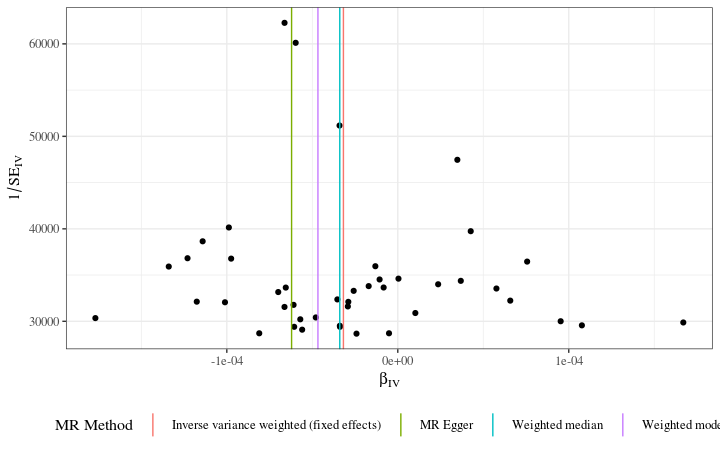 60000
50000
40000
30000
1/SE_IV
-1e-04
0e+00
1e-04
β_IV
MR Method
Inverse variance weighted (fixed effects)
MR Egger
Weighted median
Weighted mode